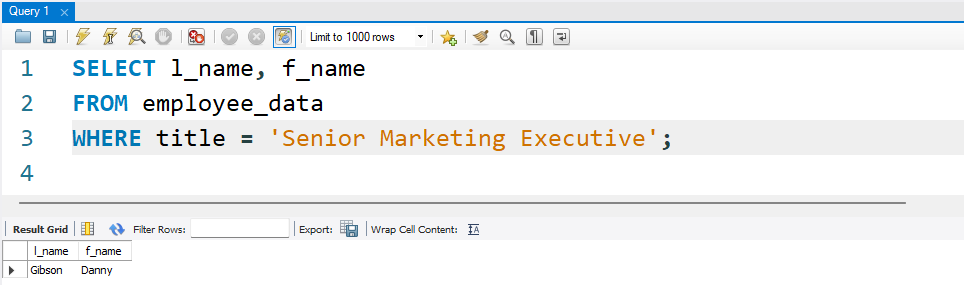 Query 1 ×
Limit to 1000 rows
1 SELECT l_name, f_name
2 FROM employee_data
3 WHERE title = 'Senior Marketing Executive';
4
Result Grid Filter Rows: Export: Wrap Cell Content: IA
l_name f_name
Gibson Danny